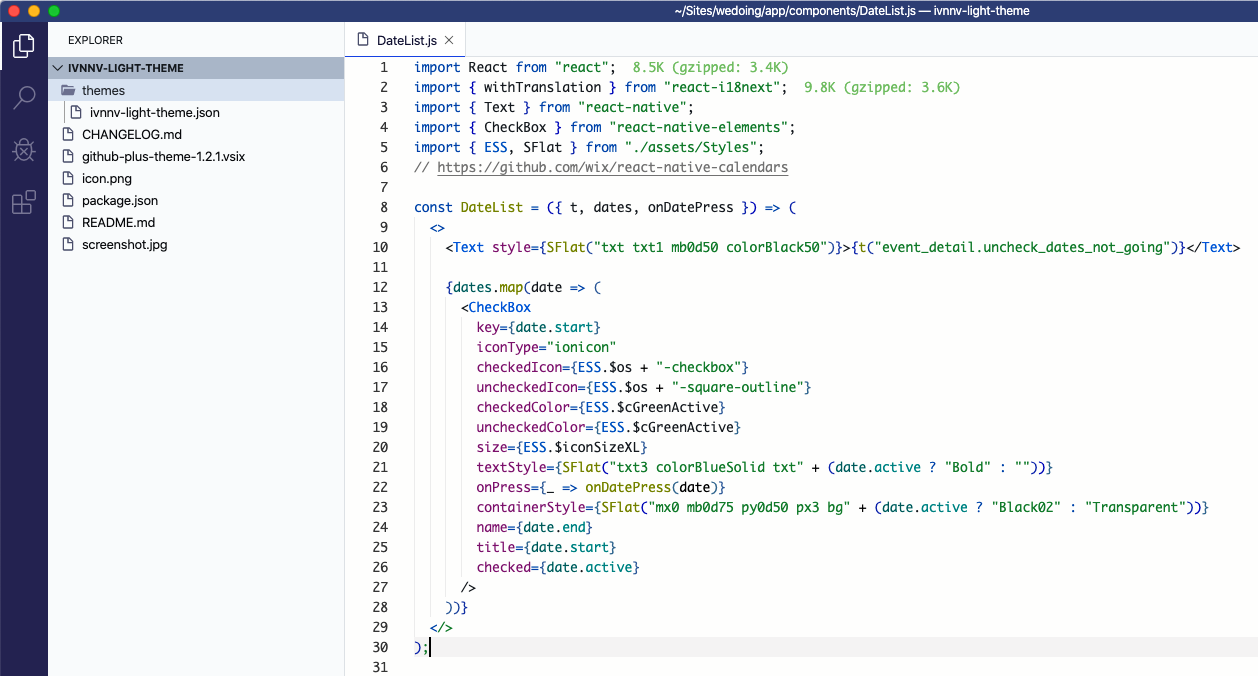 ~/Sites/wedoing/app/components/DateList.js — ivnnv-light-theme
EXPLORER
IVNNV-LIGHT-THEME
themes
ivnnv-light-theme.json
CHANGELOG.md
github-plus-theme-1.2.1.vsix
icon.png
package.json
README.md
screenshot.jpg
DateList.js
1 import React from "react"; 8.5K (gzipped: 3.4K)
2 import { withTranslation } from "react-i18next"; 9.8K (gzipped: 3.6K)
3 import { Text } from "react-native";
4 import { CheckBox } from "react-native-elements";
5 import { ESS, SFlat } from "./assets/Styles";
6 // https://github.com/wix/react-native-calendars
7
8 const DateList = ({ t, dates, onDatePress }) => (
9 <>
10 <Text style={SFlat("txt txt1 mb0d50 colorBlack50")}>{t("event_detail.uncheck_dates_not_going")}</Text>
11
12 {dates.map(date => (
13 <CheckBox
14 key={date.start}
15 iconType="ionicon"
16 checkedIcon={ESS.$os + "-checkbox"}
17 uncheckedIcon={ESS.$os + "-square-outline"}
18 checkedColor={ESS.$cGreenActive}
19 uncheckedColor={ESS.$cGreenActive}
20 size={ESS.$iconSizeXL}
21 textStyle={SFlat("txt3 colorBlueSolid txt" + (date.active ? "Bold" : ""))}
22 onPress={_ => onDatePress(date)}
23 containerStyle={SFlat("mx0 mb0d75 py0d50 px3 bg" + (date.active ? "Black02" : "Transparent"))}
24 name={date.end}
25 title={date.start}
26 checked={date.active}
27 />
28 ))}
29 </>
30 );
31